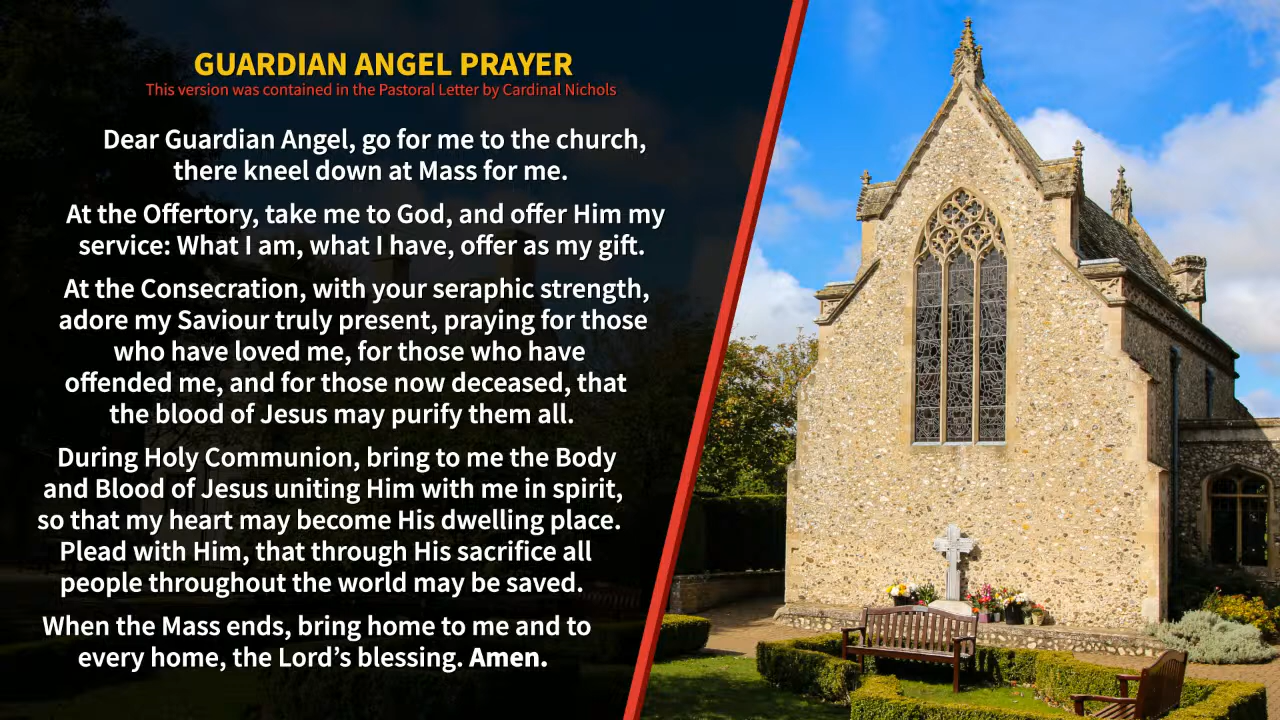 GUARDIAN ANGEL PRAYER
This version was contained in the Pastoral Letter by Cardinal Nichols
Dear Guardian Angel, go for me to the church,
there kneel down at Mass for me.
At the Offertory, take me to God, and offer Him my
service: What I am, what I have, offer as my gift.
At the Consecration, with your seraphic strength,
adore my Saviour truly present, praying for those
who have loved me, for those who have
offended me, and for those now deceased, that
the blood of Jesus may purify them all.
During Holy Communion, bring to me the Body
and Blood of Jesus uniting Him with me in spirit,
so that my heart may become His dwelling place.
Plead with Him, that through His sacrifice all
people throughout the world may be saved.
When the Mass ends, bring home to me and to
every home, the Lord’s blessing. Amen.